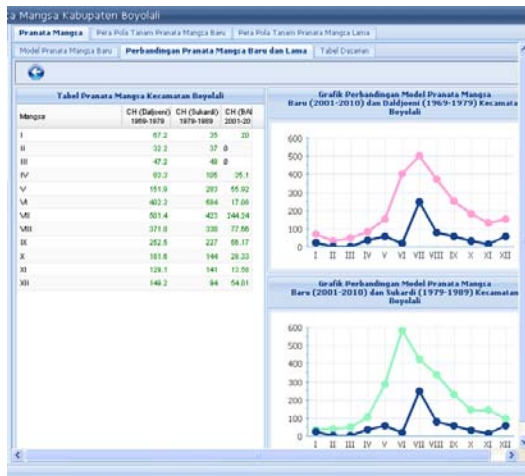 ta Mangsa Kabupaten Boyolali
Pranata Mangsa
Peta Pola Tanam Pranata Mangsa Baru
Peta Pola Tanam Pranata Mangsa Lama
Model Pranata Mangsa Baru
Perbandingan Pranata Mangsa Baru dan Lama
Tabel Dasarian
Tabel Pranata Mangsa Kecamatan Boyolali
Mangsa CH (Daldjoeni) 1969-1979 CH (Sukardi) 1979-1989 CH (BA 2001-20
I 67.2 35 20
II 32.2 37 0
III 47.2 48 0
IV 83.3 105 35.1
V 151.9 283 55.92
VI 402.3 584 17.08
VII 501.4 423 244.24
VIII 371.8 338 77.66
IX 252.5 227 56.17
X 181.6 144 28.33
XI 129.1 141 13.58
XII 149.2 94 54.81
Grafik Perbandingan Model Pranata Mangsa
Baru (2001-2010) dan Daldjoeni (1969-1979) Kecamata
Boyolali
600
500
400
300
200
100
0
I II III IV V VI VII VIII IX X XI XII
Grafik Perbandingan Model Pranata Mangsa
Baru (2001-2010) dan Sukardi (1979-1989) Kecamatan
Boyolali
600
500
400
300
200
100
0
I II III IV V VI VII VIII IX X XI XII